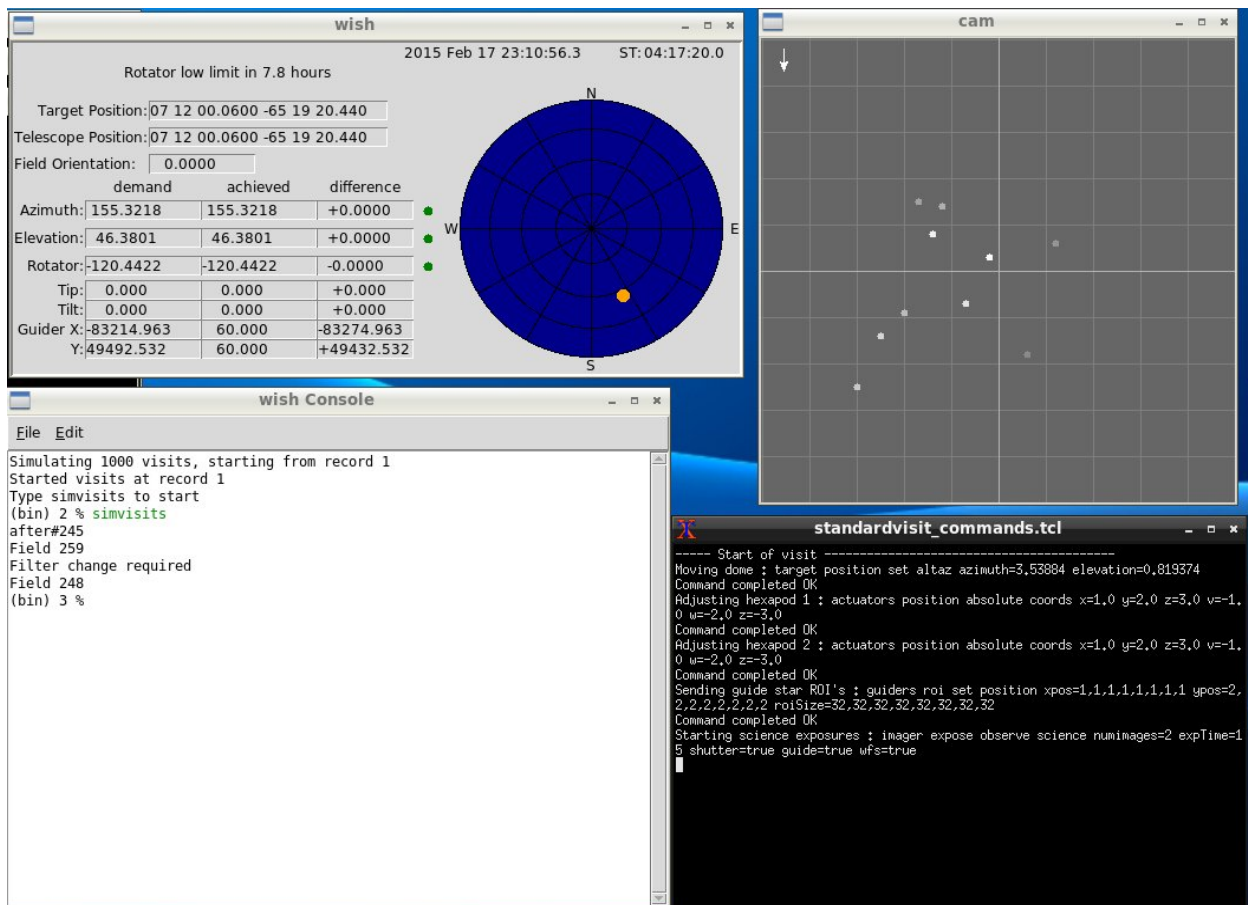 wish
2015 Feb 17 23:10:56.3 ST:04:17:20.0
Rotator low limit in 7.8 hours
Target Position: 07 12 00.0600 -65 19 20.440
Telescope Position: 07 12 00.0600 -65 19 20.440
Field Orientation: 0.0000
demand achieved difference
Azimuth: 155.3218 155.3218 +0.0000
Elevation: 46.3801 46.3801 +0.0000
Rotator: -120.4422 -120.4422 -0.0000
Tip: 0.000 0.000 +0.000
Tilt: 0.000 0.000 +0.000
Guider X: -83214.963 60.000 -83274.963
Y: 49492.532 60.000 +49432.532
N
W
E
S
cam
wish Console
File Edit
Simulating 1000 visits, starting from record 1
Started visits at record 1
Type simvisits to start
(bin) 2 % simvisits
after#245
Field 259
Filter change required
Field 248
(bin) 3 %
standardvisit_commands.tcl
----- Start of visit -----------------------------------------
Moving dome : target position set altaz azimuth=3.53884 elevation=0.819374
Command completed OK
Adjusting hexapod 1 : actuators position absolute coords x=1.0 y=2.0 z=3.0 v=-1.
0 w=-2.0 z=-3.0
Command completed OK
Adjusting hexapod 2 : actuators position absolute coords x=1.0 y=2.0 z=3.0 v=-1.
0 w=-2.0 z=-3.0
Command completed OK
Sending guide star ROI's : guiders roi set position xpos=1,1,1,1,1,1,1,1 ypos=2,
2,2,2,2,2,2,2 roiSize=32,32,32,32,32,32,32,32
Command completed OK
Starting science exposures : imager expose observe science numimages=2 expTime=1
5 shutter=true guide=true wfs=true